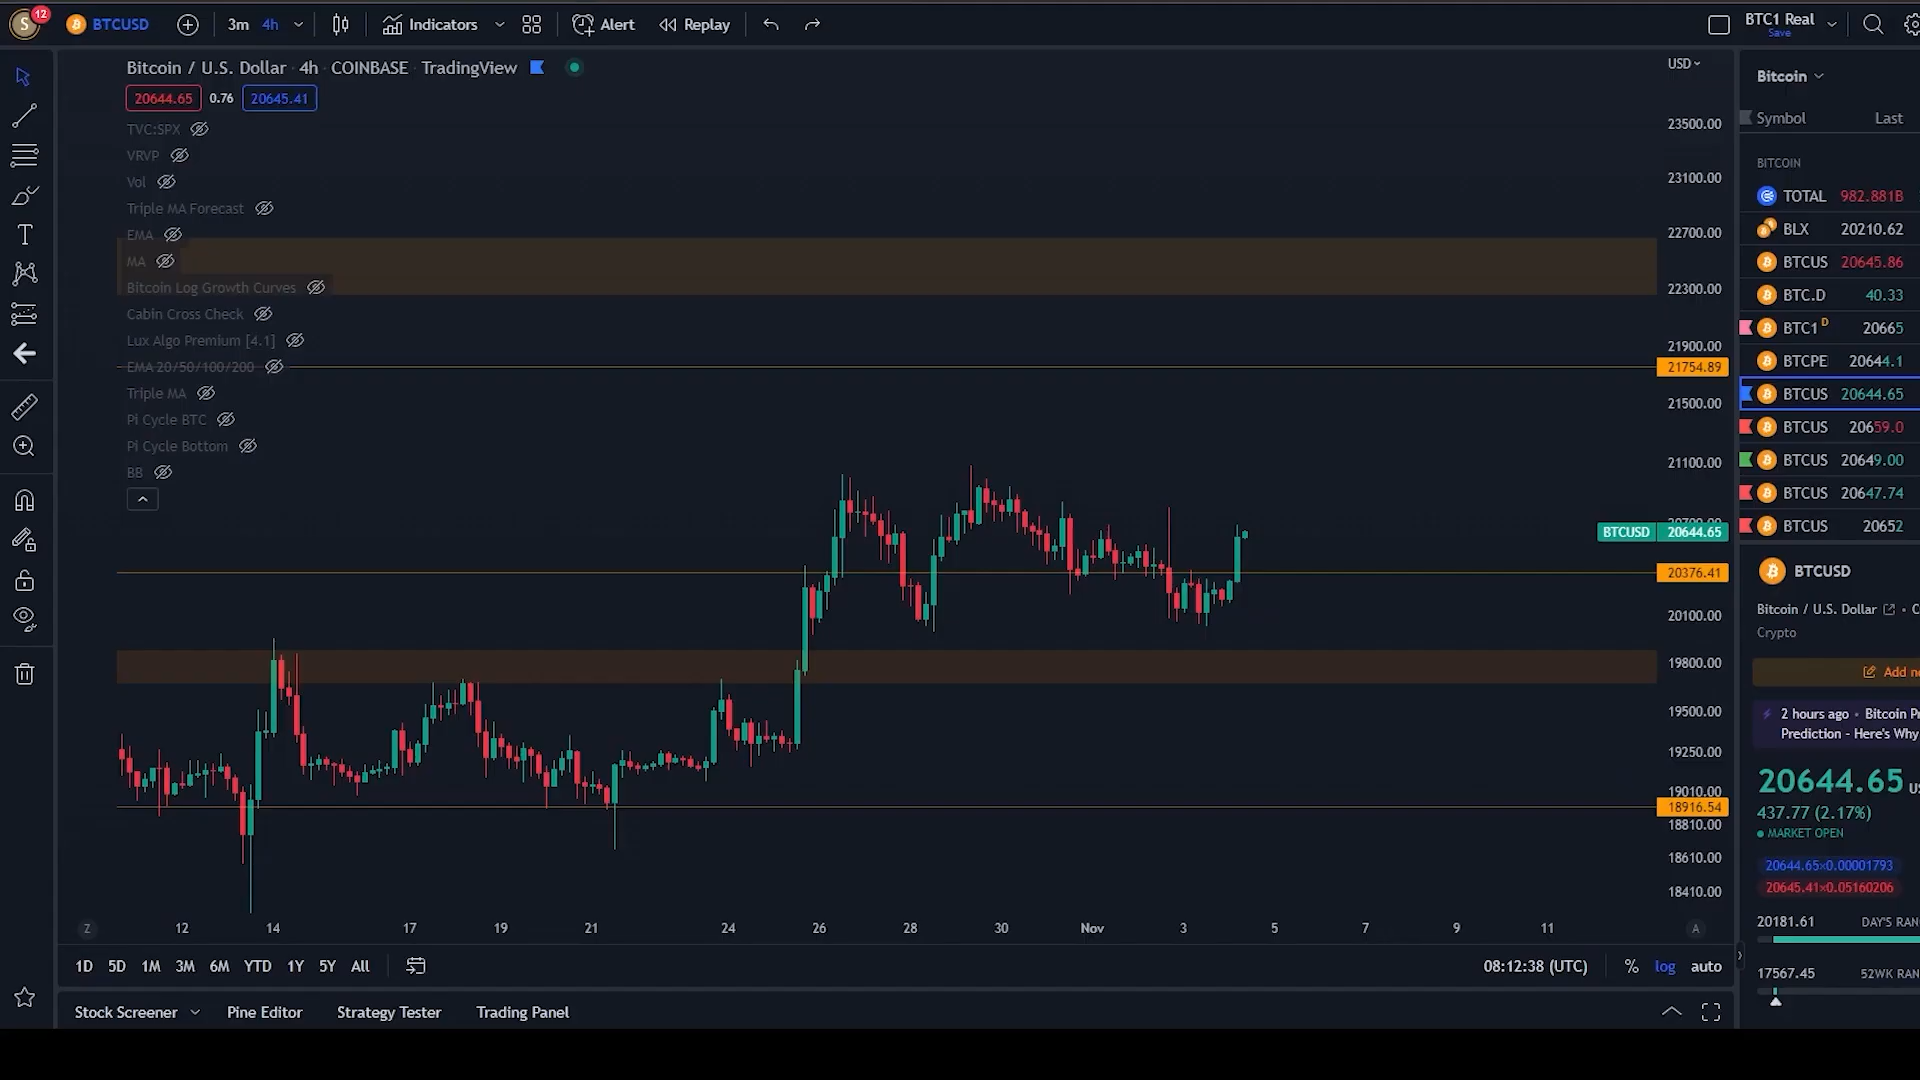 S 12 BTCUSD 3m 4h Indicators Alert Replay BTC1 Real
Save
Bitcoin / U.S. Dollar · 4h · COINBASE · TradingView
20644.65 0.76 20645.41
TVC:SPX
VRVP
Vol
Triple MA Forecast
EMA
MA
Bitcoin Log Growth Curves
Cabin Cross Check
Lux Algo Premium [4.1]
EMA 20/50/100/200
Triple MA
Pi Cycle BTC
Pi Cycle Bottom
BB
USD
23500.00
23100.00
22700.00
22300.00
21900.00
21754.89
21500.00
21100.00
BTCUSD 20644.65
20376.41
20100.00
19800.00
19500.00
19250.00
19010.00
18916.54
18810.00
18610.00
18410.00
Z 12 14 17 19 21 24 26 28 30 Nov 3 5 7 9 11 A
1D 5D 1M 3M 6M YTD 1Y 5Y All
08:12:38 (UTC) % log auto
Stock Screener Pine Editor Strategy Tester Trading Panel
Bitcoin
Symbol Last
BITCOIN
TOTAL 982.881B
BLX 20210.62
BTCUS 20645.86
BTC.D 40.33
BTC1 D 20665
BTCPE 20644.1
BTCUS 20644.65
BTCUS 20659.0
BTCUS 20649.00
BTCUS 20647.74
BTCUS 20652
BTCUSD
Bitcoin / U.S. Dollar · C
Crypto
Add n
2 hours ago · Bitcoin P
Prediction - Here's Why
20644.65 US
437.77 (2.17%)
MARKET OPEN
20644.65×0.00001793
20645.41×0.05160206
20181.61 DAY'S RAN
17567.45 52WK RAN